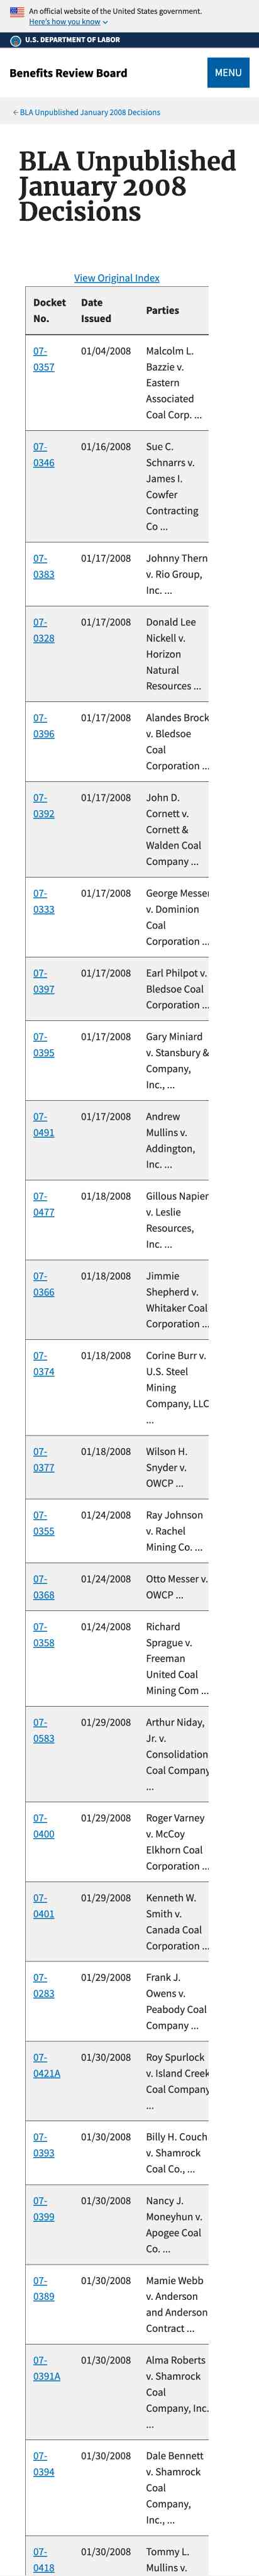 An official website of the United States government.
Here's how you know
U.S. DEPARTMENT OF LABOR
Benefits Review Board
MENU
BLA Unpublished January 2008 Decisions
BLA Unpublished
January 2008
Decisions
View Original Index
Docket Date
No. Issued Parties
07- 01/04/2008 Malcolm L.
0357 Bazzie v.
Eastern
Associated
Coal Corp. ...
07- 01/16/2008 Sue C.
0346 Schnarrs v.
James I.
Cowfer
Contracting
Co ...
07- 01/17/2008 Johnny Thern
0383 v. Rio Group,
Inc. ...
07- 01/17/2008 Donald Lee
0328 Nickell v.
Horizon
Natural
Resources ...
07- 01/17/2008 Alandes Brock
0396 v. Bledsoe
Coal
Corporation ...
07- 01/17/2008 John D.
0392 Cornett v.
Cornett &
Walden Coal
Company ...
07- 01/17/2008 George Messer
0333 v. Dominion
Coal
Corporation ...
07- 01/17/2008 Earl Philpot v.
0397 Bledsoe Coal
Corporation ...
07- 01/17/2008 Gary Miniard
0395 v. Stansbury &
Company,
Inc., ...
07- 01/17/2008 Andrew
0491 Mullins v.
Addington,
Inc. ...
07- 01/18/2008 Gillous Napier
0477 v. Leslie
Resources,
Inc. ...
07- 01/18/2008 Jimmie
0366 Shepherd v.
Whitaker Coal
Corporation ...
07- 01/18/2008 Corine Burr v.
0374 U.S. Steel
Mining
Company, LLC
...
07- 01/18/2008 Wilson H.
0377 Snyder v.
OWCP ...
07- 01/24/2008 Ray Johnson
0355 v. Rachel
Mining Co. ...
07- 01/24/2008 Otto Messer v.
0368 OWCP ...
07- 01/24/2008 Richard
0358 Sprague v.
Freeman
United Coal
Mining Com ...
07- 01/29/2008 Arthur Niday,
0583 Jr. v.
Consolidation
Coal Company
...
07- 01/29/2008 Roger Varney
0400 v. McCoy
Elkhorn Coal
Corporation ...
07- 01/29/2008 Kenneth W.
0401 Smith v.
Canada Coal
Corporation ...
07- 01/29/2008 Frank J.
0283 Owens v.
Peabody Coal
Company ...
07- 01/30/2008 Roy Spurlock
0421A v. Island Creek
Coal Company
...
07- 01/30/2008 Billy H. Couch
0393 v. Shamrock
Coal Co., ...
07- 01/30/2008 Nancy J.
0399 Moneyhun v.
Apogee Coal
Co. ...
07- 01/30/2008 Mamie Webb
0389 v. Anderson
and Anderson
Contract ...
07- 01/30/2008 Alma Roberts
0391A v. Shamrock
Coal
Company, Inc.
...
07- 01/30/2008 Dale Bennett
0394 v. Shamrock
Coal
Company,
Inc., ...
07- 01/30/2008 Tommy L.
0418 Mullins v.